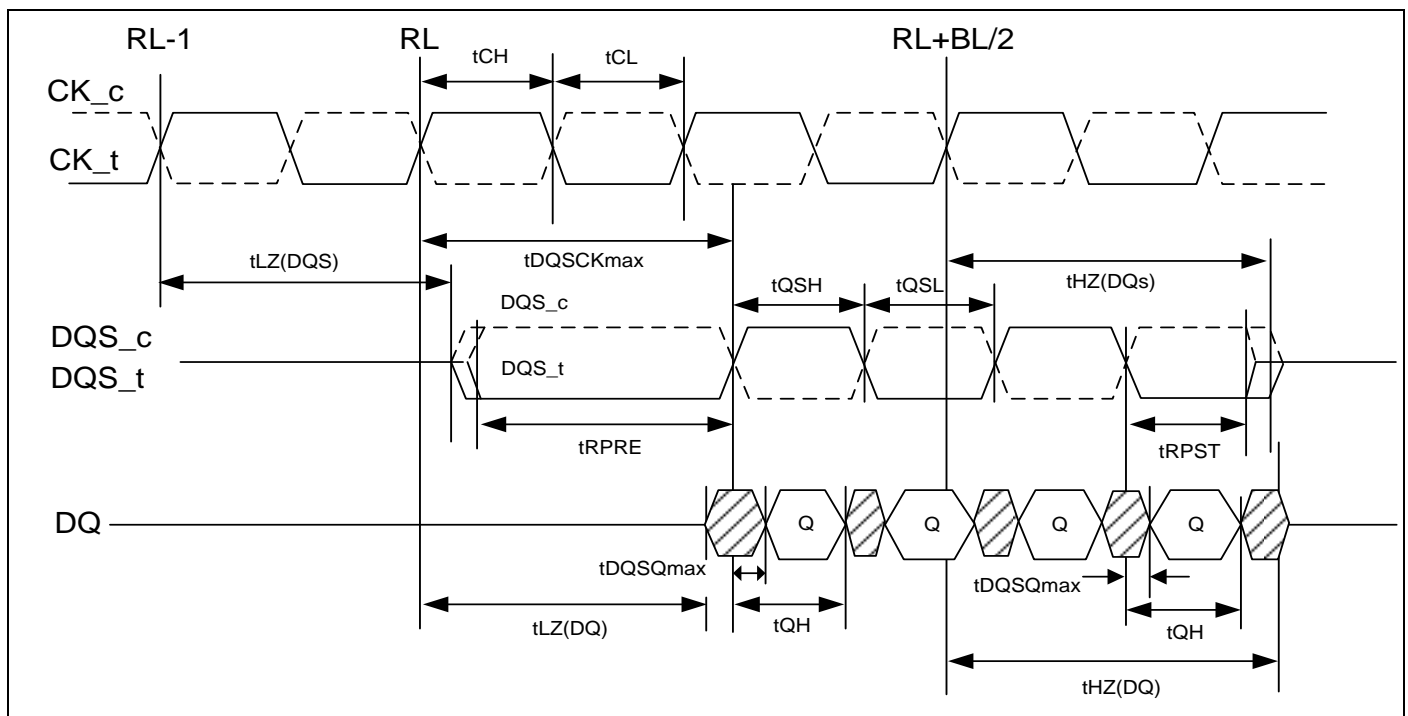 RL-1 RL RL+BL/2
tCH tCL
CK_c
CK_t
tLZ(DQS) tDQSCKmax tHZ(DQs)
tQSH tQSL
DQS_c
DQS_c
DQS_t
DQS_t
tRPRE tRPST
DQ Q Q Q Q
tDQSQmax tDQSQmax
tLZ(DQ) tQH tQH
tHZ(DQ)